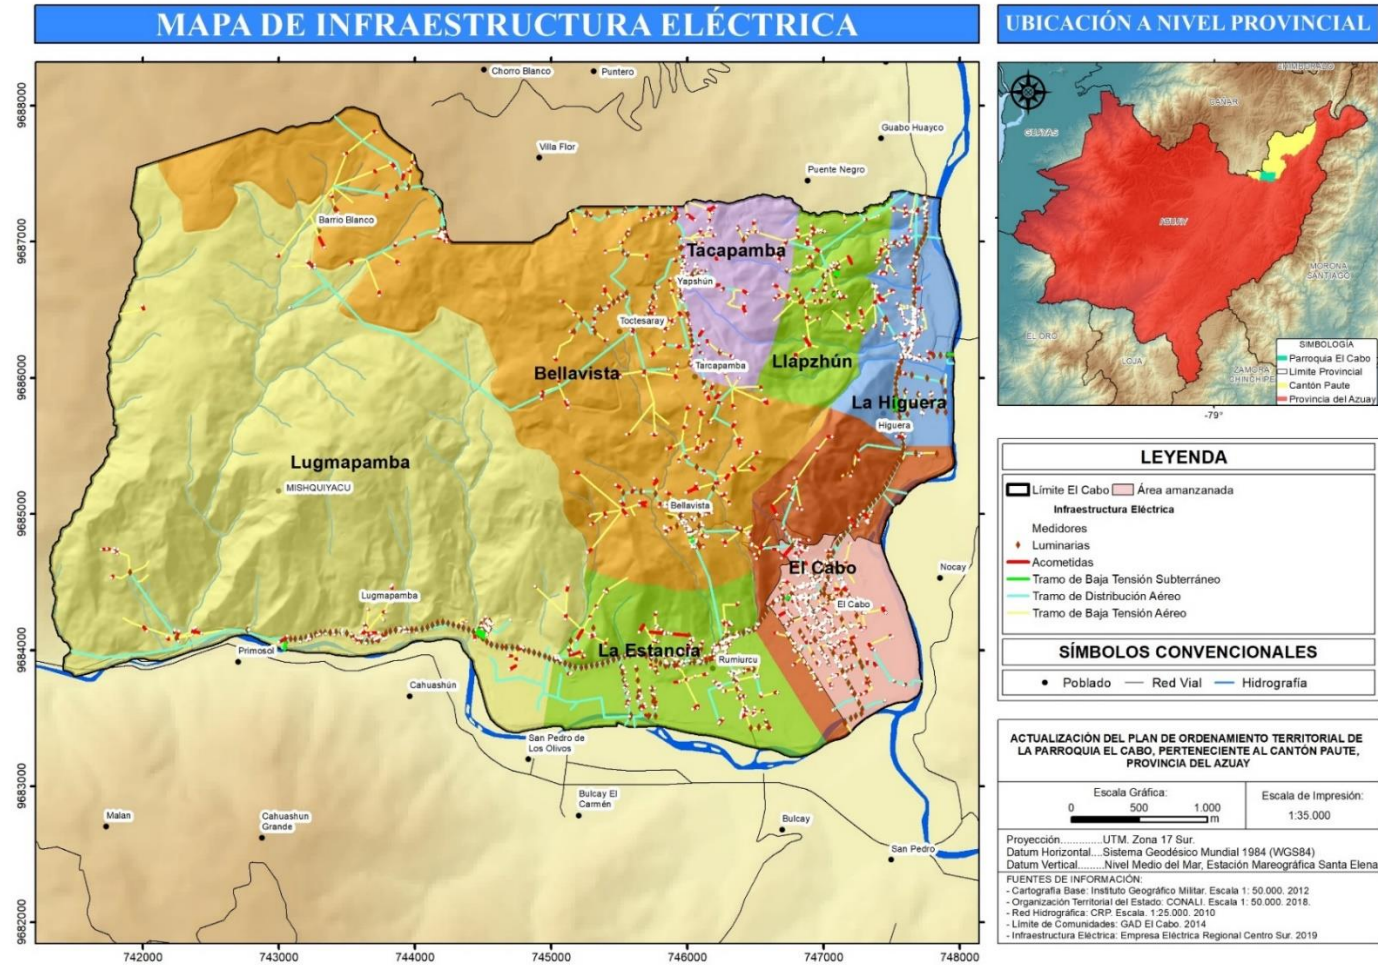 MAPA DE INFRAESTRUCTURA ELÉCTRICA
742000 743000 744000 745000 746000 747000 748000
9688000
9687000
9686000
9685000
9684000
9683000
9682000
Chorro Blanco
Puntero
Guabo Huayco
Villa Flor
Puente Negro
Barrio Blanco
Tacapamba
Yapshún
Toctesaray
Llapzhún
Tarcapamba
Bellavista
La Higuera
Higuera
Lugmapamba
MISHQUIYACU
Bellavista
El Cabo
Nocay
Lugmapamba
El Cabo
Primosol
La Estancia
Rumiurcu
Cahuashún
San Pedro de
Los Olivos
Bulcay El
Carmén
Malan
Cahuashun
Grande
Bulcay
San Pedro
UBICACIÓN A NIVEL PROVINCIAL
CHIMBORAZO
CAÑAR
GUAYAS
AZUAY
MORONA
SANTIAGO
EL ORO
LOJA
ZAMORA
CHINCHIPE
-79°
SIMBOLOGÍA
Parroquia El Cabo
Límite Provincial
Cantón Paute
Provincia del Azuay
LEYENDA
Límite El Cabo Área amanzanada
Infraestructura Eléctrica
Medidores
Luminarias
Acometidas
Tramo de Baja Tensión Subterráneo
Tramo de Distribución Aéreo
Tramo de Baja Tensión Aéreo
SÍMBOLOS CONVENCIONALES
Poblado Red Vial Hidrografía
ACTUALIZACIÓN DEL PLAN DE ORDENAMIENTO TERRITORIAL DE
LA PARROQUIA EL CABO, PERTENECIENTE AL CANTÓN PAUTE,
PROVINCIA DEL AZUAY
Escala Gráfica:
0 500 1.000
m
Escala de Impresión:
1:35.000
Proyección.............UTM. Zona 17 Sur.
Datum Horizontal....Sistema Geodésico Mundial 1984 (WGS84)
Datum Vertical.........Nivel Medio del Mar, Estación Mareográfica Santa Elena
FUENTES DE INFORMACIÓN:
- Cartografía Base: Instituto Geográfico Militar. Escala 1: 50.000. 2012
- Organización Territorial del Estado: CONALI. Escala 1: 50.000. 2018.
- Red Hidrográfica: CRP. Escala. 1:25.000. 2010
- Límite de Comunidades: GAD El Cabo. 2014
- Infraestructura Eléctrica: Empresa Eléctrica Regional Centro Sur. 2019